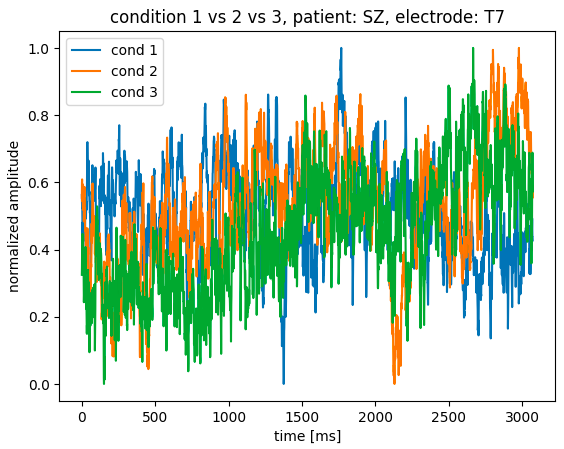 condition 1 vs 2 vs 3, patient: SZ, electrode: T7
cond 1
cond 2
cond 3
normalized amplitude
1.0
0.8
0.6
0.4
0.2
0.0
0 500 1000 1500 2000 2500 3000
time [ms]